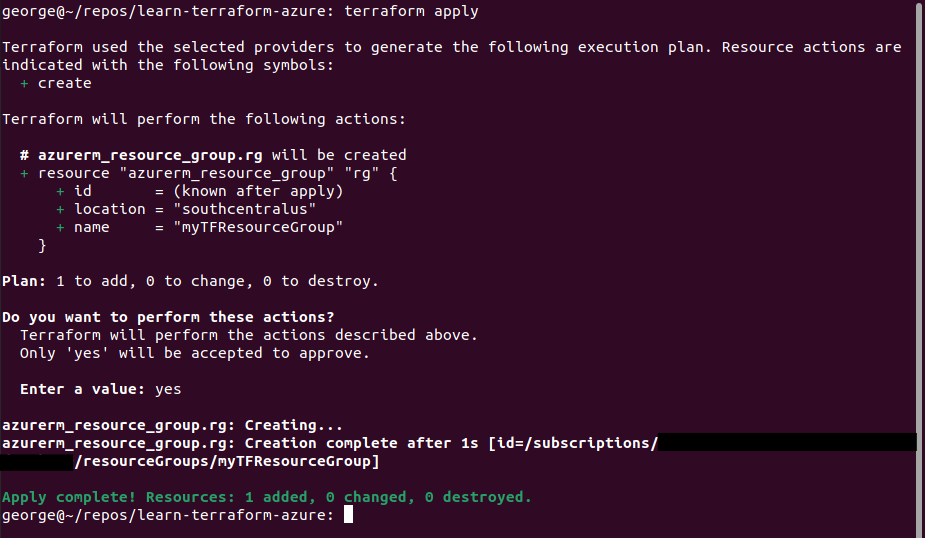 george@~/repos/learn-terraform-azure: terraform apply
Terraform used the selected providers to generate the following execution plan. Resource actions are
indicated with the following symbols:
+ create
Terraform will perform the following actions:
# azurerm_resource_group.rg will be created
+ resource "azurerm_resource_group" "rg" {
+ id       = (known after apply)
+ location = "southcentralus"
+ name     = "myTFResourceGroup"
}
Plan: 1 to add, 0 to change, 0 to destroy.
Do you want to perform these actions?
Terraform will perform the actions described above.
Only 'yes' will be accepted to approve.
Enter a value: yes
azurerm_resource_group.rg: Creating...
azurerm_resource_group.rg: Creation complete after 1s [id=/subscriptions/
/resourceGroups/myTFResourceGroup]
Apply complete! Resources: 1 added, 0 changed, 0 destroyed.
george@~/repos/learn-terraform-azure: